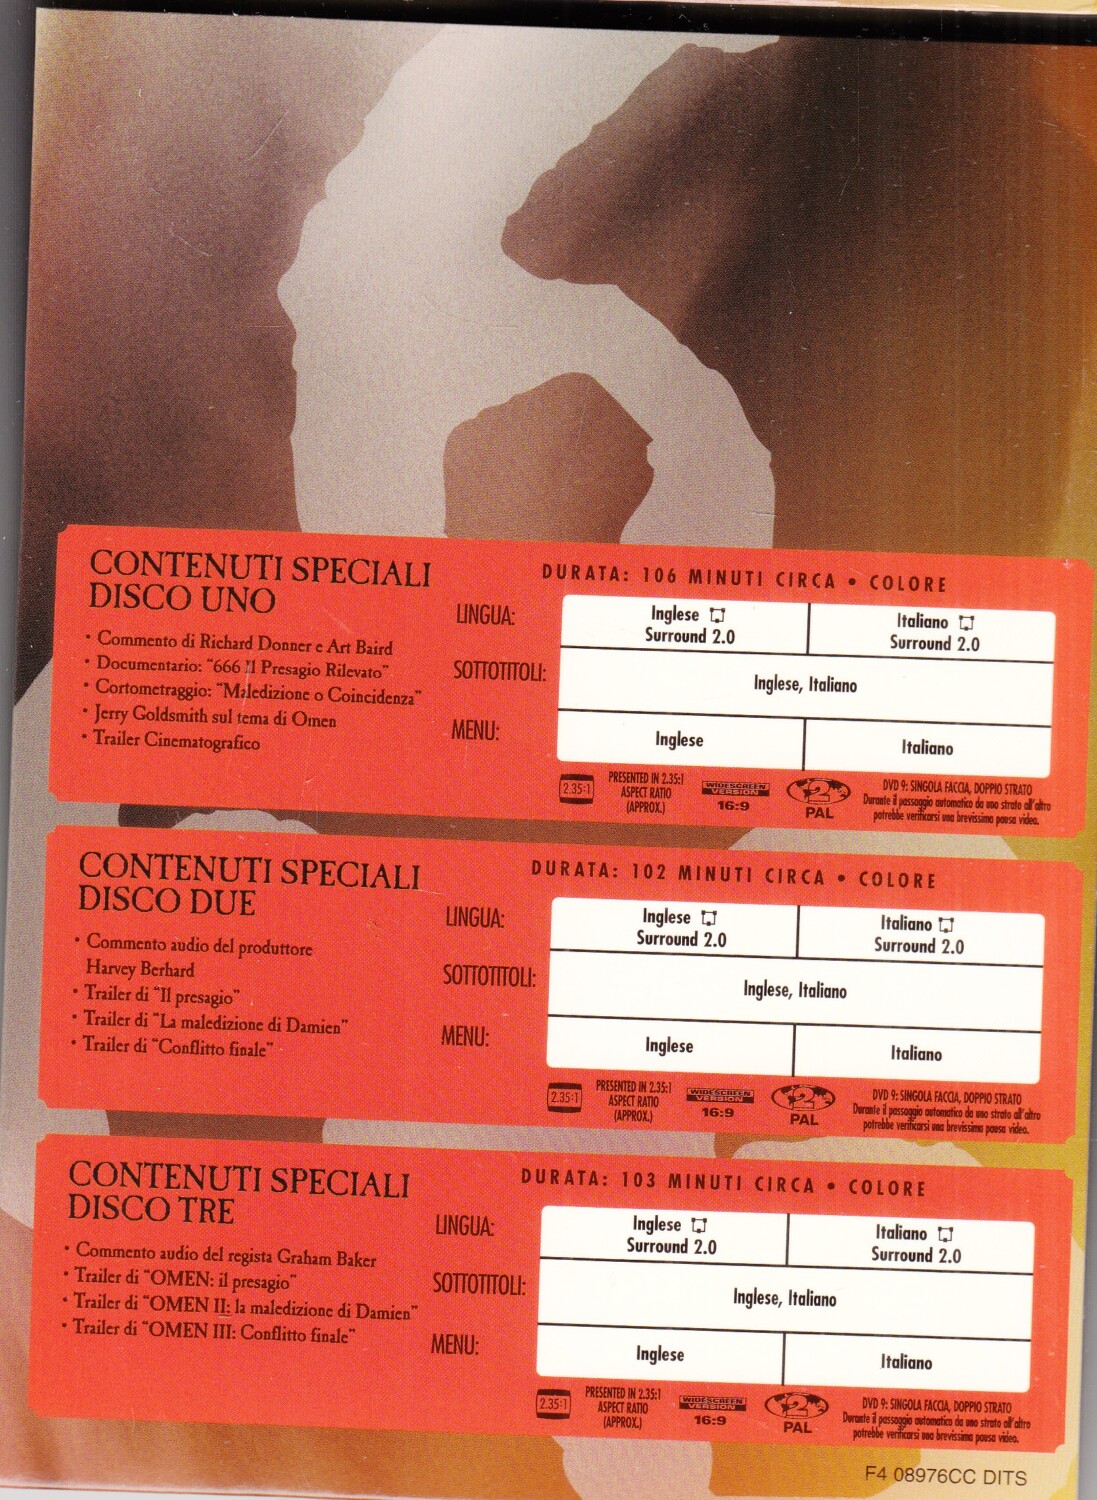 CONTENUTI SPECIALI
DISCO UNO
• Commento di Richard Donner e Art Baird
• Documentario: "666 Il Presagio Rilevato"
• Cortometraggio: "Maledizione o Coincidenza"
• Jerry Goldsmith sul tema di Omen
• Trailer Cinematografico
DURATA: 106 MINUTI CIRCA • COLORE
LINGUA:
Inglese
Surround 2.0
Italiano
Surround 2.0
SOTTOTITOLI:
Inglese, Italiano
MENU:
Inglese
Italiano
2.35:1
PRESENTED IN 2.35:1
ASPECT RATIO
(APPROX.)
WIDESCREEN
VERSION
16:9
2
PAL
DVD 9: SINGOLA FACCIA, DOPPIO STRATO
Durante il passaggio automatico da uno strato all'altro
potrebbe verificarsi una brevissima pausa video.
CONTENUTI SPECIALI
DISCO DUE
• Commento audio del produttore
Harvey Berhard
• Trailer di "Il presagio"
• Trailer di "La maledizione di Damien"
• Trailer di "Conflitto finale"
DURATA: 102 MINUTI CIRCA • COLORE
LINGUA:
Inglese
Surround 2.0
Italiano
Surround 2.0
SOTTOTITOLI:
Inglese, Italiano
MENU:
Inglese
Italiano
2.35:1
PRESENTED IN 2.35:1
ASPECT RATIO
(APPROX.)
WIDESCREEN
VERSION
16:9
2
PAL
DVD 9: SINGOLA FACCIA, DOPPIO STRATO
Durante il passaggio automatico da uno strato all'altro
potrebbe verificarsi una brevissima pausa video.
CONTENUTI SPECIALI
DISCO TRE
• Commento audio del regista Graham Baker
• Trailer di "OMEN: il presagio"
• Trailer di "OMEN II: la maledizione di Damien"
• Trailer di "OMEN III: Conflitto finale"
DURATA: 103 MINUTI CIRCA • COLORE
LINGUA:
Inglese
Surround 2.0
Italiano
Surround 2.0
SOTTOTITOLI:
Inglese, Italiano
MENU:
Inglese
Italiano
2.35:1
PRESENTED IN 2.35:1
ASPECT RATIO
(APPROX.)
WIDESCREEN
VERSION
16:9
2
PAL
DVD 9: SINGOLA FACCIA, DOPPIO STRATO
Durante il passaggio automatico da uno strato all'altro
potrebbe verificarsi una brevissima pausa video.
F4 08976CC DITS